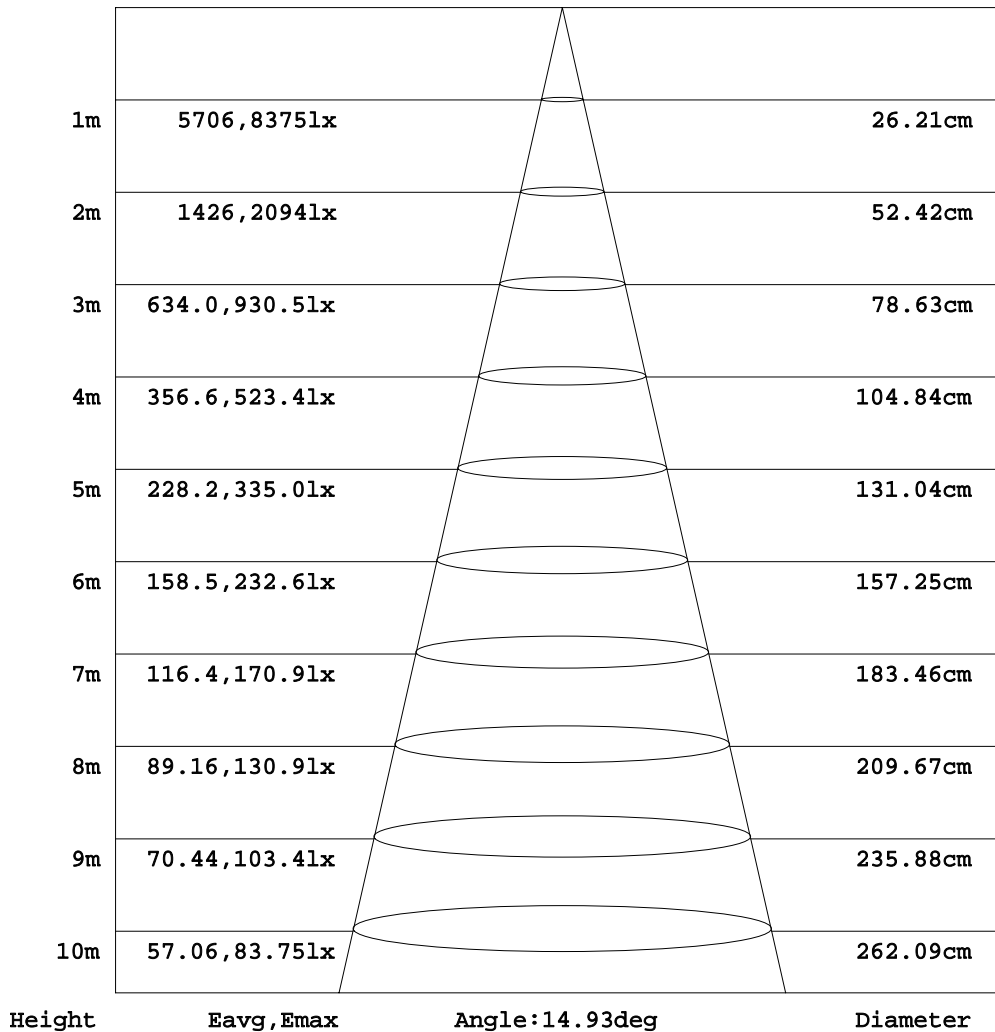 1m 5706,8375lx 26.21cm
2m 1426,2094lx 52.42cm
3m 634.0,930.5lx 78.63cm
4m 356.6,523.4lx 104.84cm
5m 228.2,335.0lx 131.04cm
6m 158.5,232.6lx 157.25cm
7m 116.4,170.9lx 183.46cm
8m 89.16,130.9lx 209.67cm
9m 70.44,103.4lx 235.88cm
10m 57.06,83.75lx 262.09cm
Height Eavg,Emax Angle:14.93deg Diameter